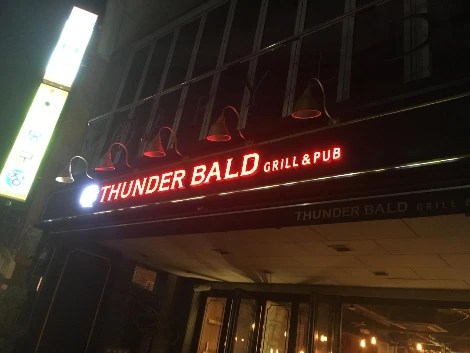 THUNDER BALD GRILL & PUB
THUNDER BALD GRILL &